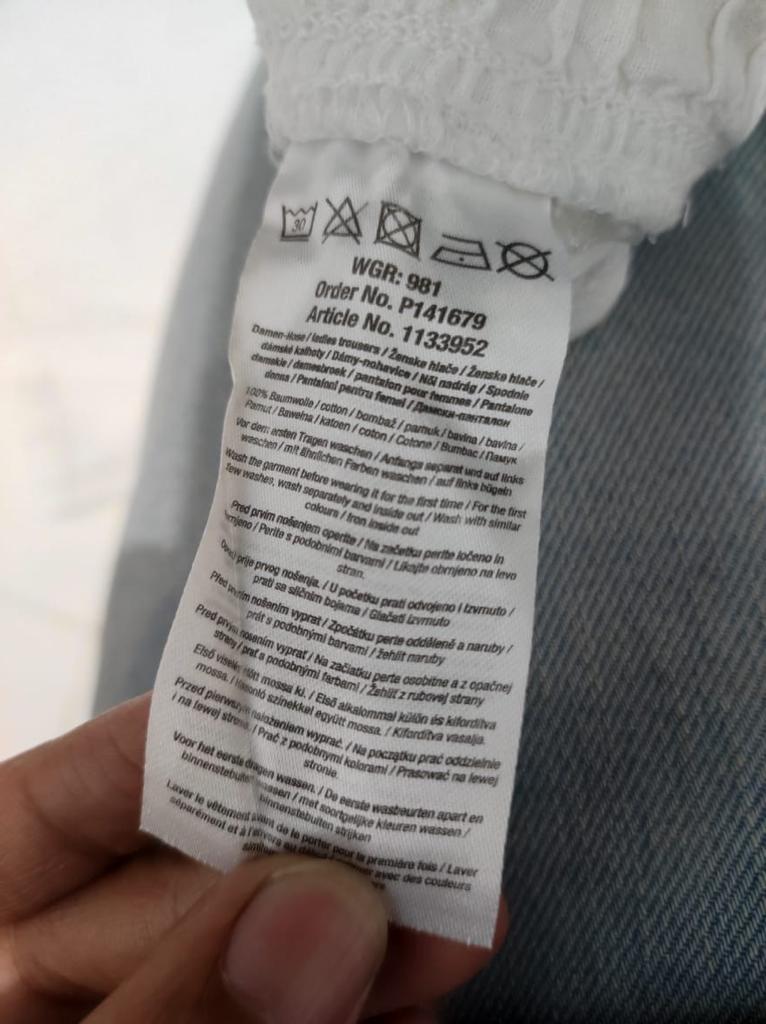 30
WGR: 981
Order No. P141679
Article No. 1133952
Damen-Hose / ladies trousers / Ženske hlače / Ženske hlače /
dámské kalhoty / Dámy-nohavice / Női nadrág / Spodnie
damskie / damesbroek / pantalon pour femmes / Pantalone
donna / Pantaloni pentru femei / Дамски-панталон
100% Baumwolle / cotton / bombaž / pamuk / bavlna / bavlna /
Pamut / Bawełna / katoen / coton / Cotone / Bumbac / Памук
Vor dem ersten Tragen waschen / Anfangs separat und auf links
waschen / mit ähnlichen Farben waschen / auf links bügeln
Wash the garment before wearing it for the first time / For the first
few washes, wash separately and inside out / Wash with similar
colours / Iron inside out
Pred prvim nošenjem operite / Na začetku perite ločeno in
obrnjeno / Perite s podobnimi barvami / Likajte obrnjeno na levo
stran.
prije prvog nošenja. / U početku prati odvojeno i izvrnuto /
prati sa sličnim bojama / Glačati izvrnuto
Před prvním nošením vyprat / Zpočátku perte odděleně a naruby /
prát s podobnými barvami / žehlit naruby
Pred prvým nosením vyprať / Na začiatku perte osobitne a z opačnej
strany / prať s podobnými farbami / Žehliť z rubovej strany
Első viselés előtt mossa ki. / Első alkalommal külön és kifordítva
mossa. / Hasonló színekkel együtt mossa. / Kifordítva vasalja.
Przed pierwszym nałożeniem wyprać. / Na początku prać oddzielnie
i na lewej stronie. / Prać z podobnymi kolorami / Prasować na lewej
stronie.
Voor het eerste dragen wassen. / De eerste wasbeurten apart en
binnenstebuiten wassen / met soortgelijke kleuren wassen /
binnenstebuiten strijken
Laver le vêtement avant de le porter pour la première fois / Laver
séparément et à l'envers au avec des couleurs